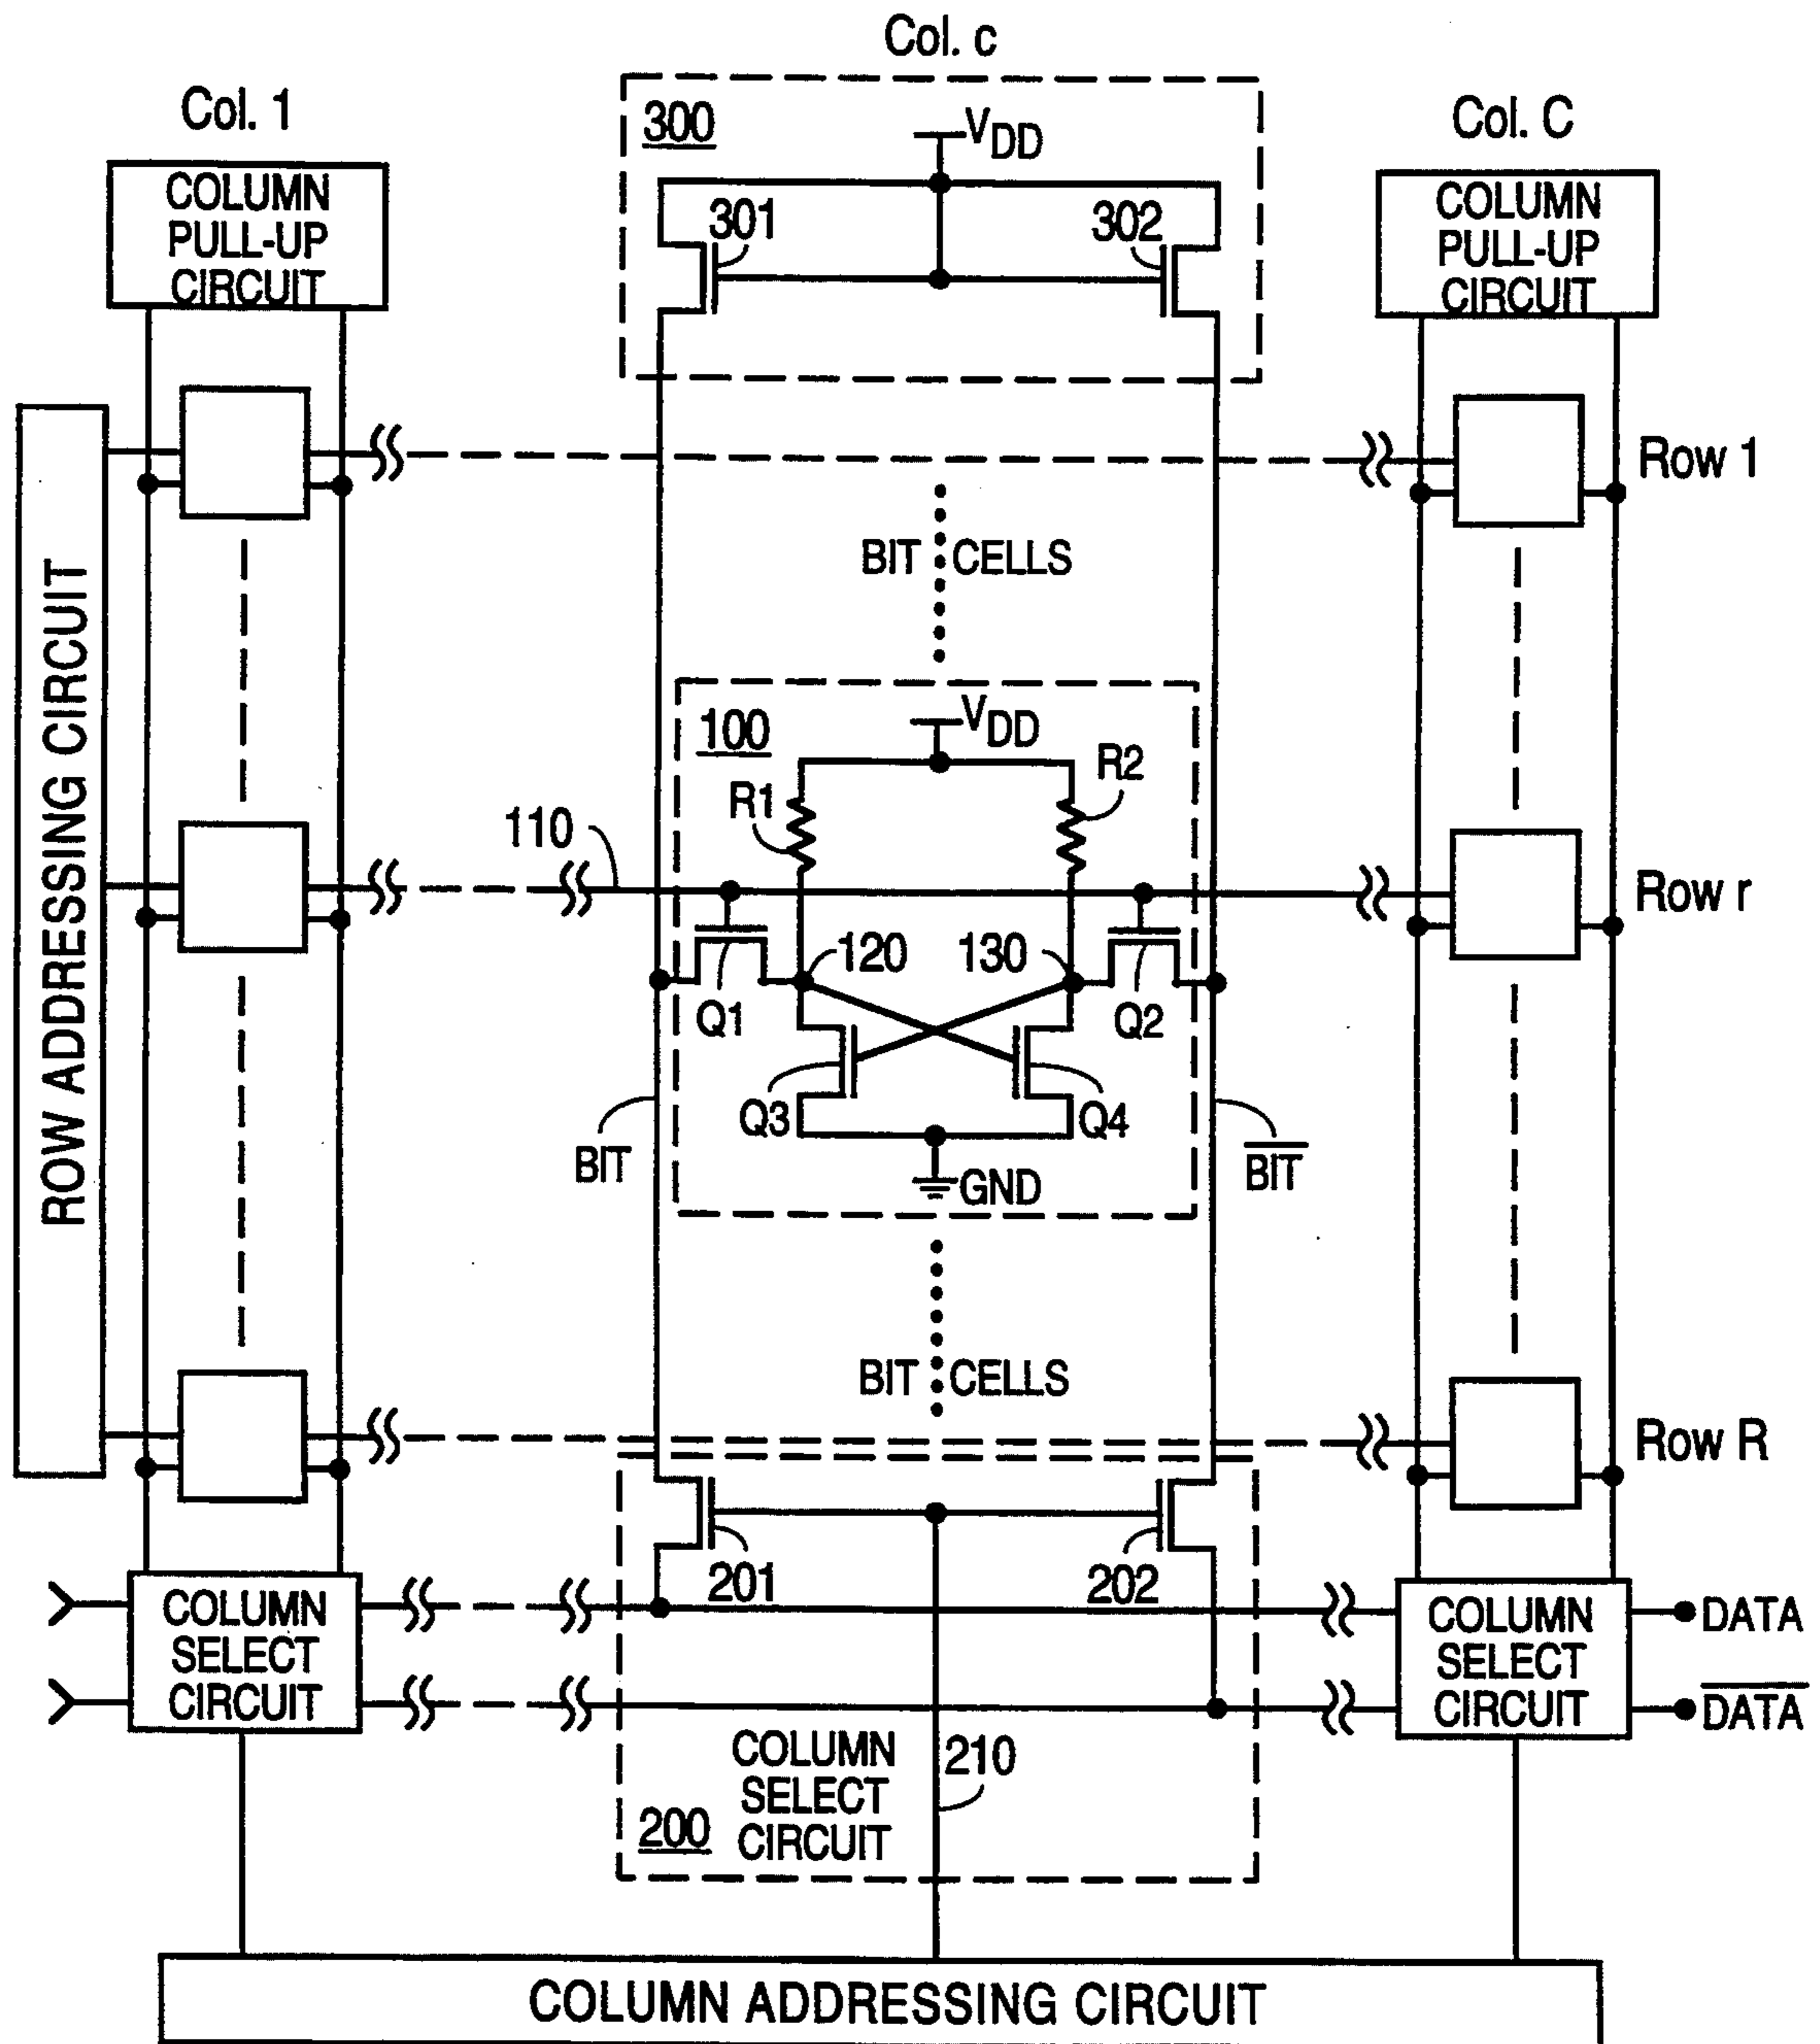 Col. c
Col. 1
Col. C
300
VDD
COLUMN
PULL-UP
CIRCUIT
301
302
COLUMN
PULL-UP
CIRCUIT
Row 1
BIT CELLS
ROW ADDRESSING CIRCUIT
100
VDD
R1
R2
110
Row r
120
130
Q1
Q2
Q3
Q4
BIT
B̅I̅T̅
GND
BIT CELLS
Row R
201
202
COLUMN
SELECT
CIRCUIT
COLUMN
SELECT
CIRCUIT
DATA
D̅A̅T̅A̅
COLUMN
SELECT
CIRCUIT
200
210
COLUMN ADDRESSING CIRCUIT